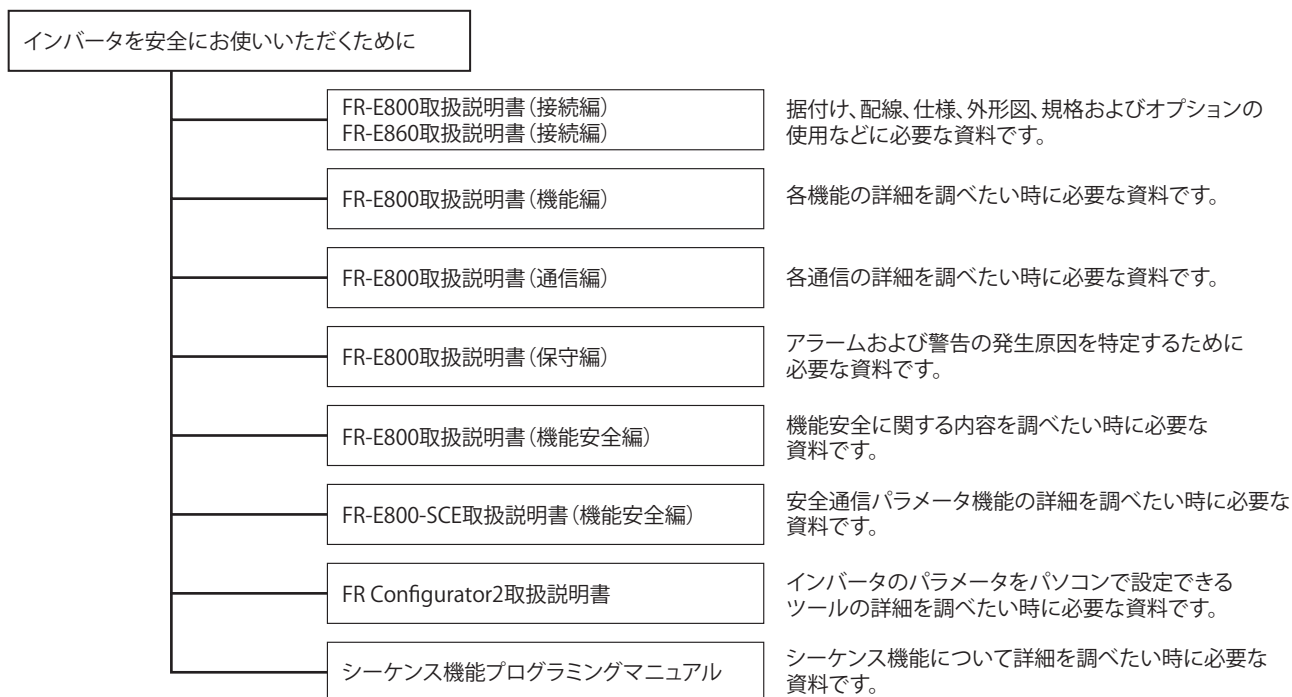 インバータを安全にお使いいただくために
FR-E800取扱説明書（接続編）
FR-E860取扱説明書（接続編）
据付け、配線、仕様、外形図、規格およびオプションの
使用などに必要な資料です。
FR-E800取扱説明書（機能編）
各機能の詳細を調べたい時に必要な資料です。
FR-E800取扱説明書（通信編）
各通信の詳細を調べたい時に必要な資料です。
FR-E800取扱説明書（保守編）
アラームおよび警告の発生原因を特定するために
必要な資料です。
FR-E800取扱説明書（機能安全編）
機能安全に関する内容を調べたい時に必要な
資料です。
FR-E800-SCE取扱説明書（機能安全編）
安全通信パラメータ機能の詳細を調べたい時に必要な
資料です。
FR Configurator2取扱説明書
インバータのパラメータをパソコンで設定できる
ツールの詳細を調べたい時に必要な資料です。
シーケンス機能プログラミングマニュアル
シーケンス機能について詳細を調べたい時に必要な
資料です。